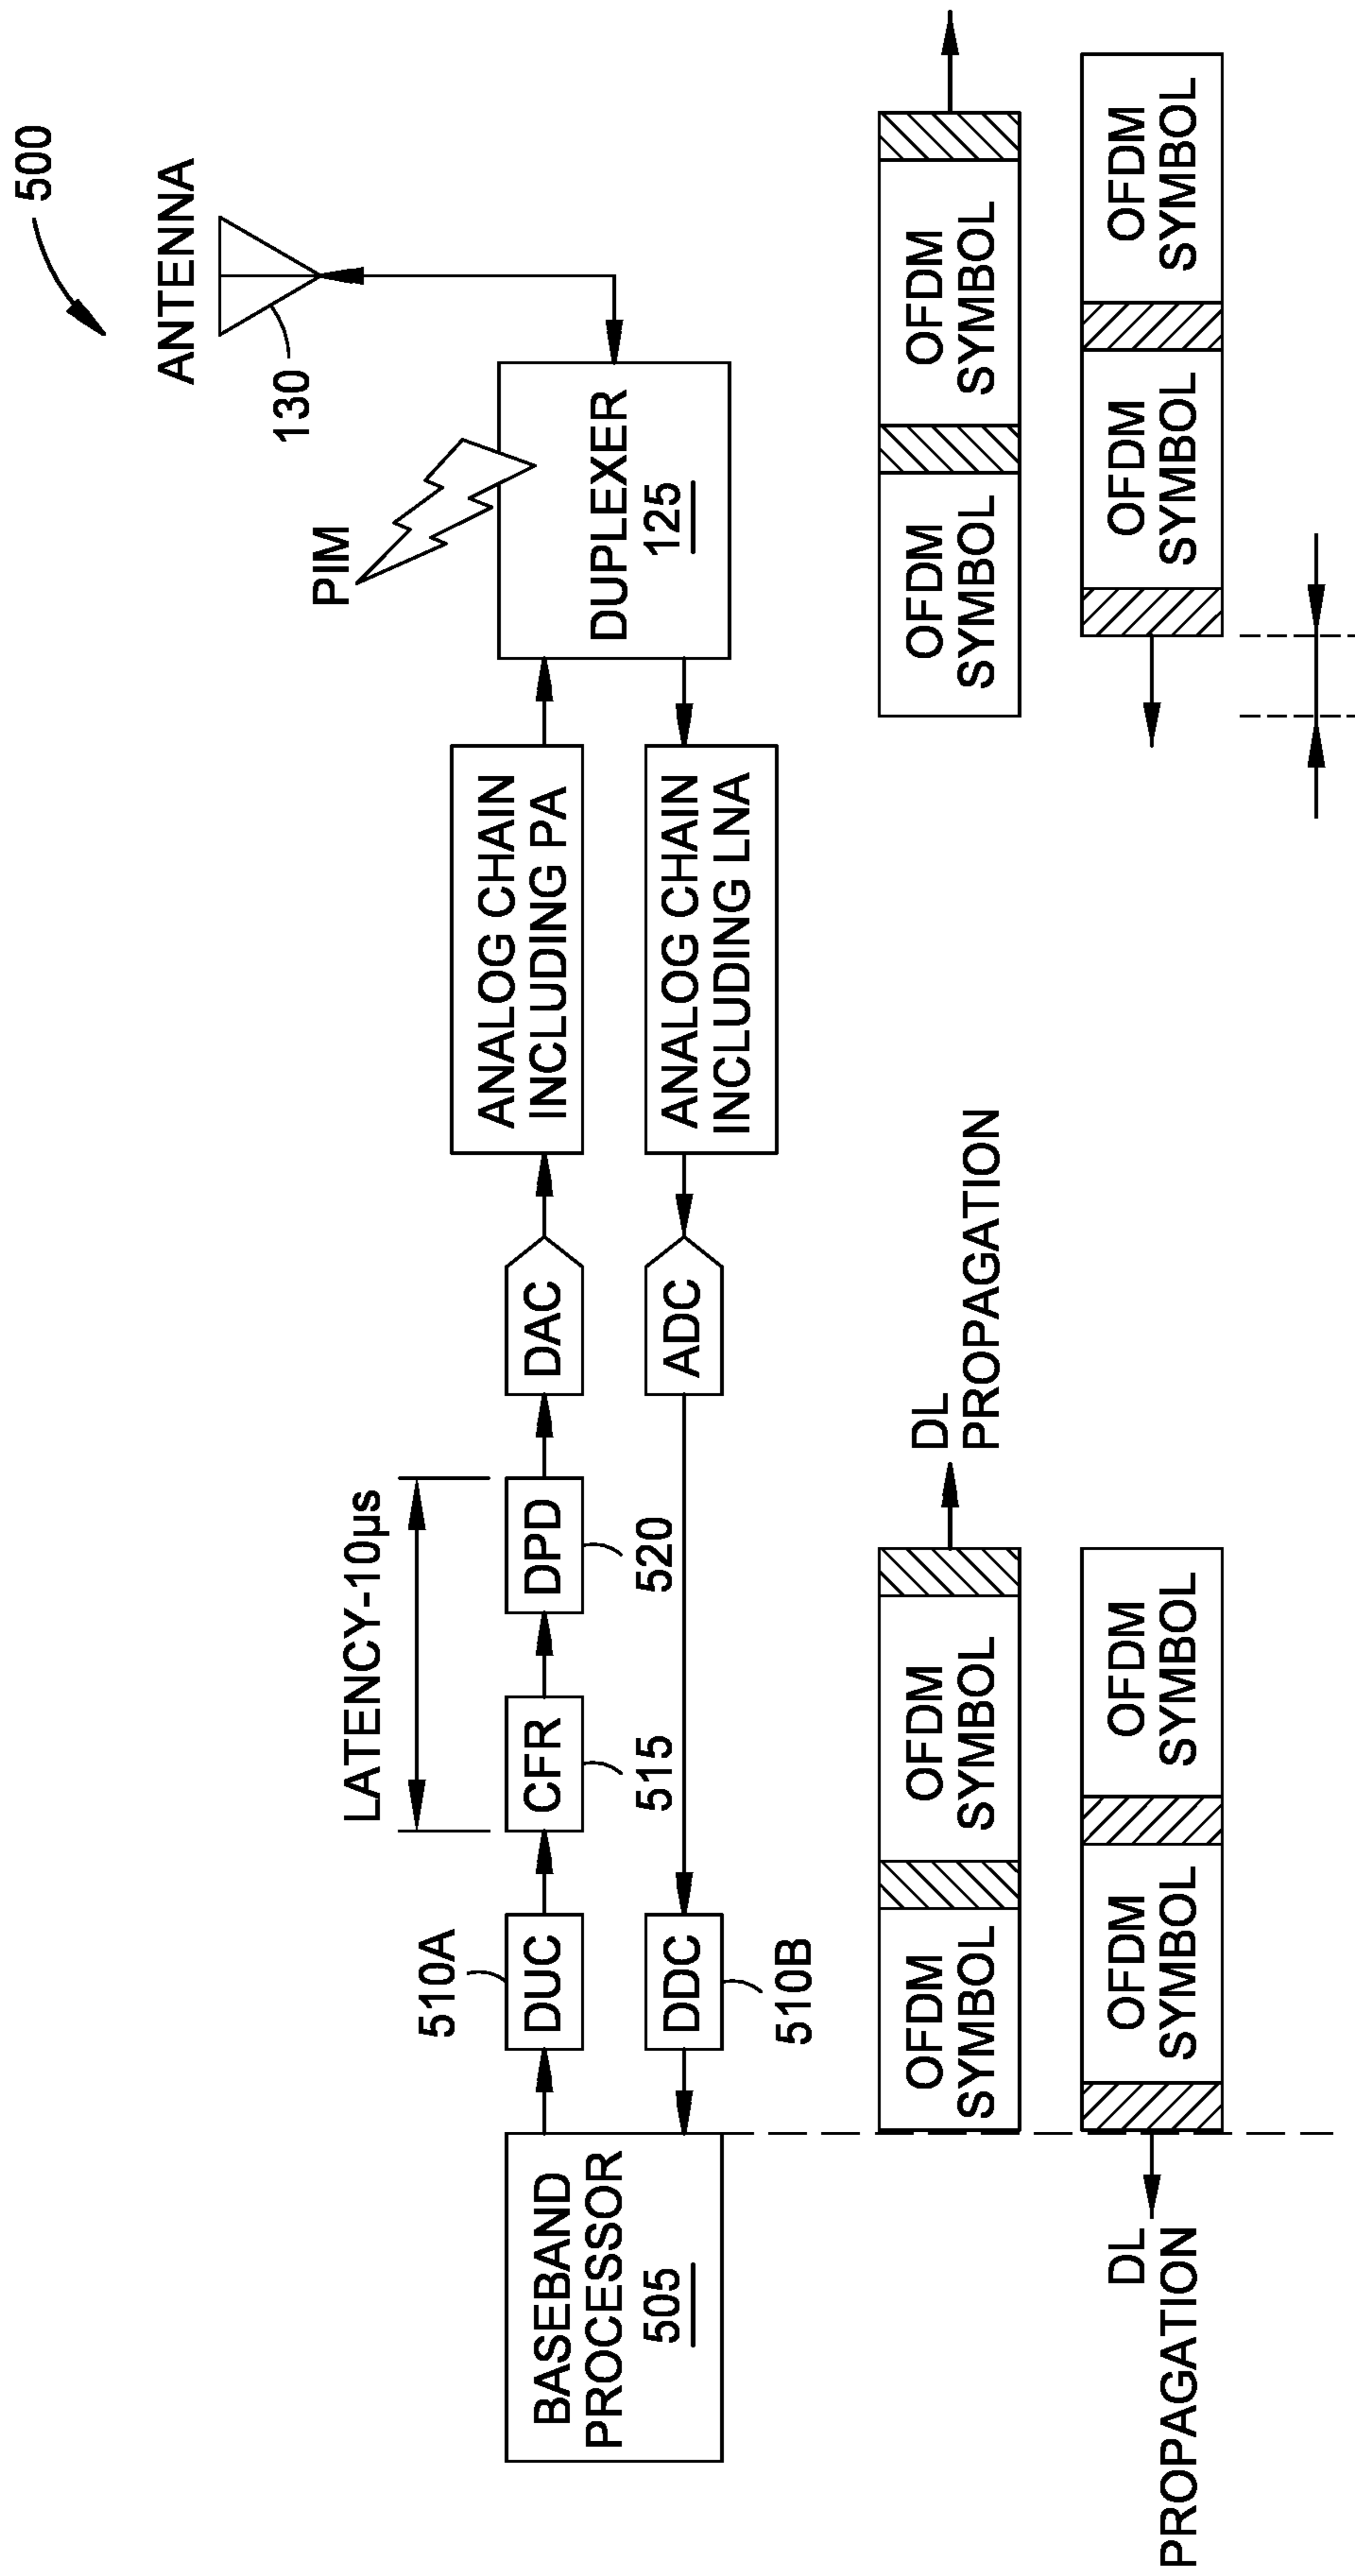 500
ANTENNA
130
PIM
DUPLEXER
125
LATENCY-10µs
BASEBAND
PROCESSOR
505
510A
DUC
CFR
515
DPD
520
DAC
ANALOG CHAIN
INCLUDING PA
DDC
510B
ADC
ANALOG CHAIN
INCLUDING LNA
OFDM
SYMBOL
OFDM
SYMBOL
DL
PROPAGATION
OFDM
SYMBOL
OFDM
SYMBOL
DL
PROPAGATION
OFDM
SYMBOL
OFDM
SYMBOL
OFDM
SYMBOL
OFDM
SYMBOL